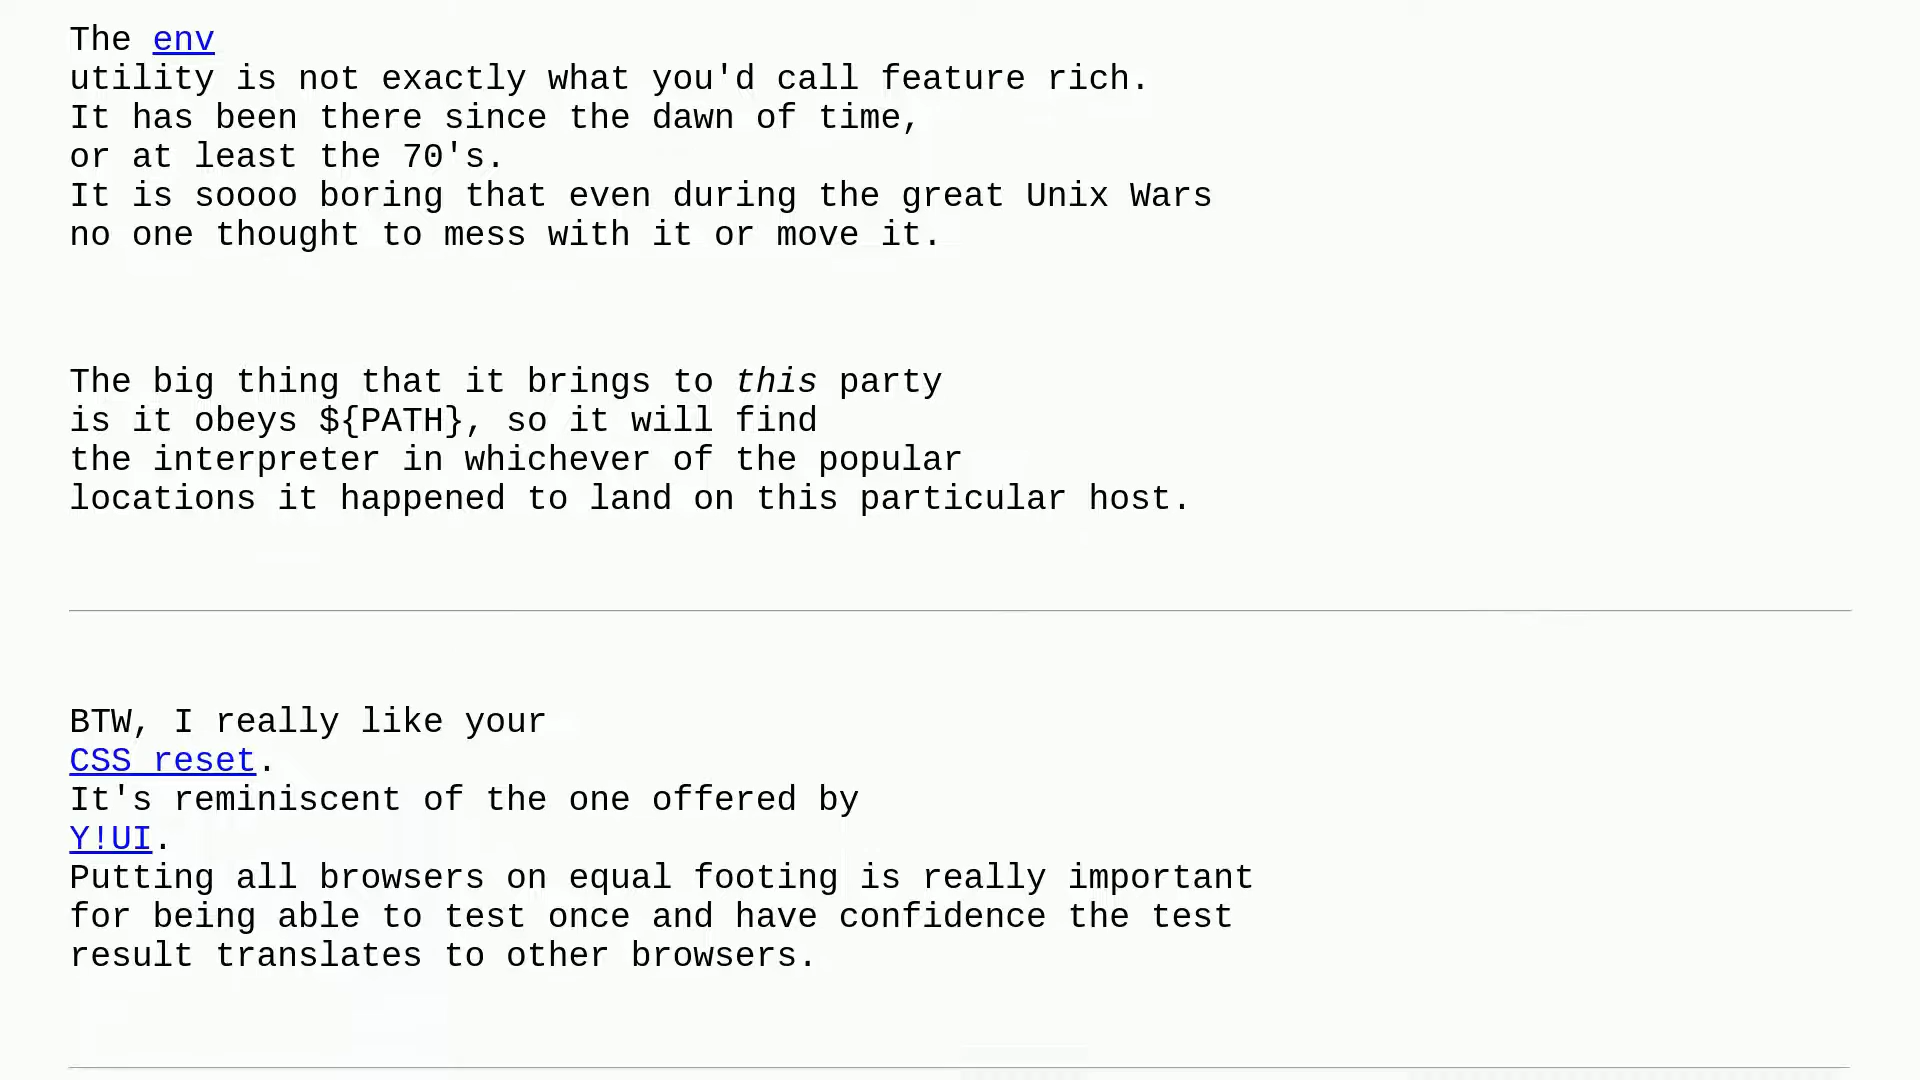 The env
utility is not exactly what you'd call feature rich.
It has been there since the dawn of time,
or at least the 70's.
It is soooo boring that even during the great Unix Wars
no one thought to mess with it or move it.
The big thing that it brings to this party
is it obeys ${PATH}, so it will find
the interpreter in whichever of the popular
locations it happened to land on this particular host.
BTW, I really like your
CSS reset.
It's reminiscent of the one offered by
Y!UI.
Putting all browsers on equal footing is really important
for being able to test once and have confidence the test
result translates to other browsers.